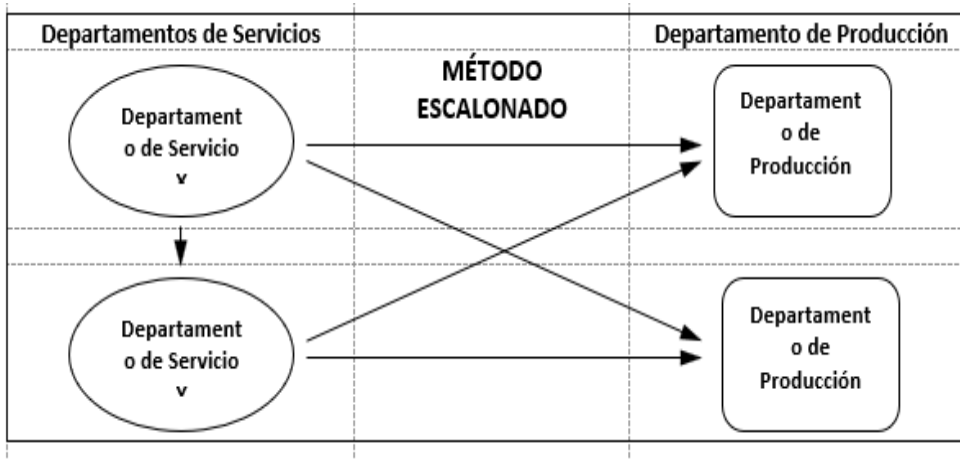 Departamentos de Servicios
Departamento de Producción
MÉTODO
ESCALONADO
Departament
o de Servicio
Departament
o de
Producción
Departament
o de Servicio
Departament
o de
Producción